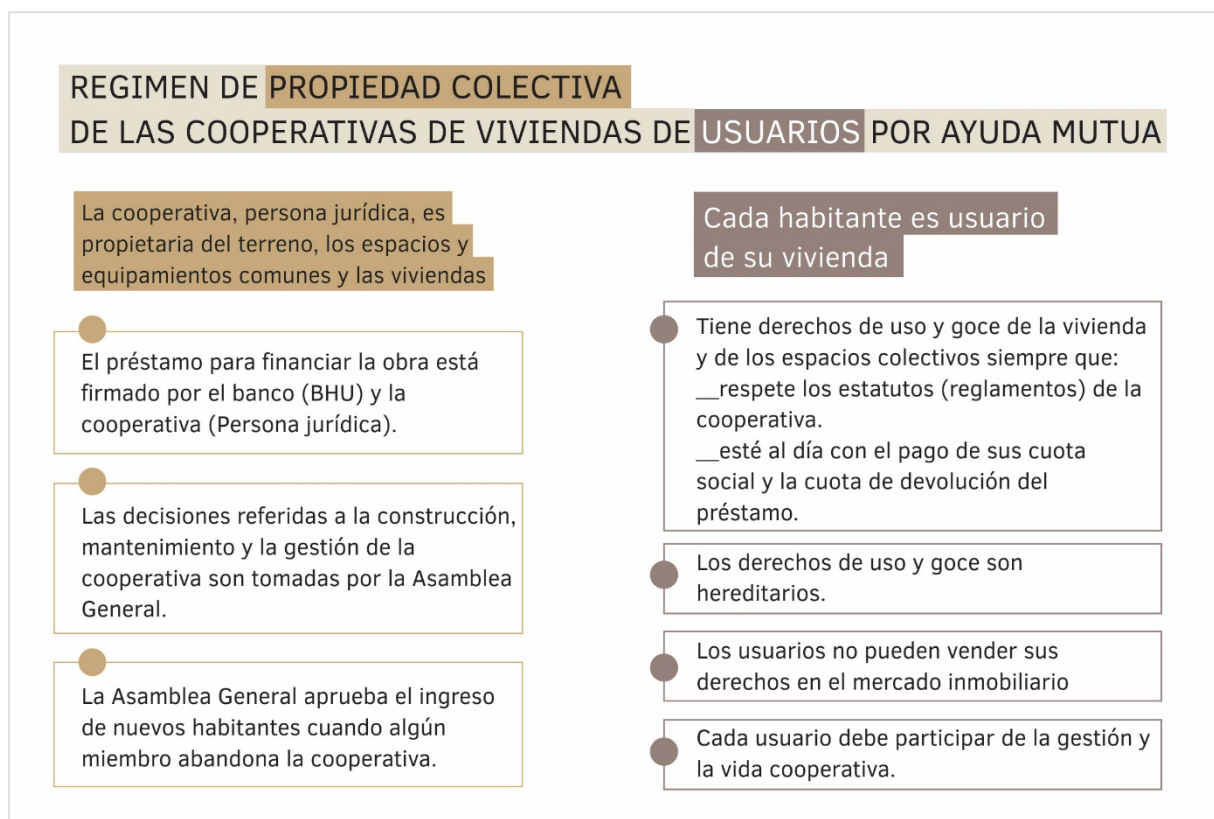 REGIMEN DE PROPIEDAD COLECTIVA
DE LAS COOPERATIVAS DE VIVIENDAS DE USUARIOS POR AYUDA MUTUA
La cooperativa, persona jurídica, es
propietaria del terreno, los espacios y
equipamientos comunes y las viviendas
El préstamo para financiar la obra está
firmado por el banco (BHU) y la
cooperativa (Persona jurídica).
Las decisiones referidas a la construcción,
mantenimiento y la gestión de la
cooperativa son tomadas por la Asamblea
General.
La Asamblea General aprueba el ingreso
de nuevos habitantes cuando algún
miembro abandona la cooperativa.
Cada habitante es usuario
de su vivienda
Tiene derechos de uso y goce de la vivienda
y de los espacios colectivos siempre que:
__respete los estatutos (reglamentos) de la
cooperativa.
__esté al día con el pago de sus cuota
social y la cuota de devolución del
préstamo.
Los derechos de uso y goce son
hereditarios.
Los usuarios no pueden vender sus
derechos en el mercado inmobiliario
Cada usuario debe participar de la gestión y
la vida cooperativa.